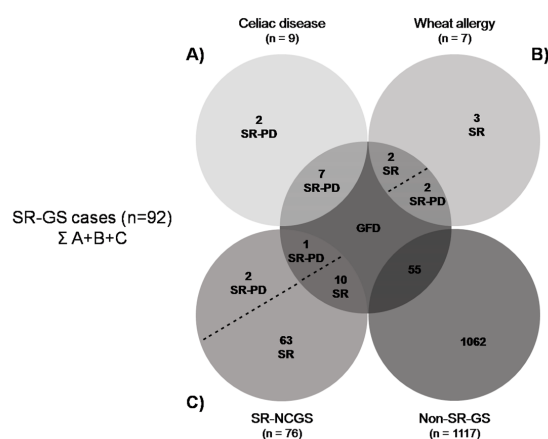 Celiac disease
(n = 9)
Wheat allergy
(n = 7)
A)
B)
2
SR-PD
3
SR
7
SR-PD
2
SR
2
SR-PD
SR-GS cases (n=92)
Σ A+B+C
GFD
1
SR-PD
10
SR
55
2
SR-PD
63
SR
1062
C)
SR-NCGS
(n = 76)
Non-SR-GS
(n = 1117)